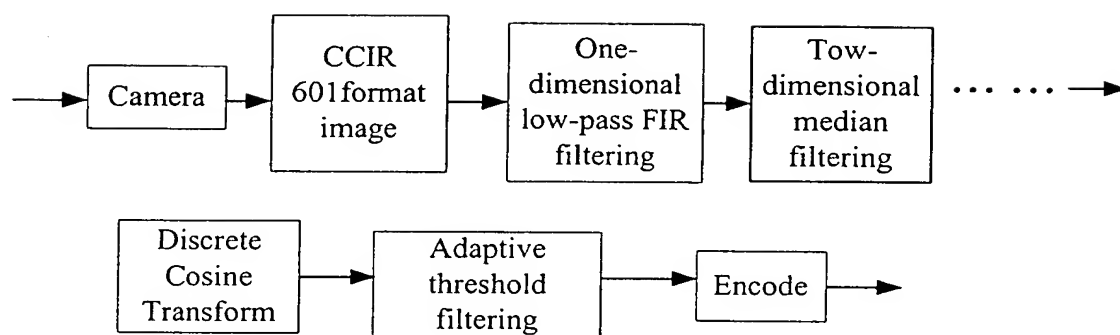 Camera
CCIR
601format
image
One-
dimensional
low-pass FIR
filtering
Tow-
dimensional
median
filtering
... ...
Discrete
Cosine
Transform
Adaptive
threshold
filtering
Encode